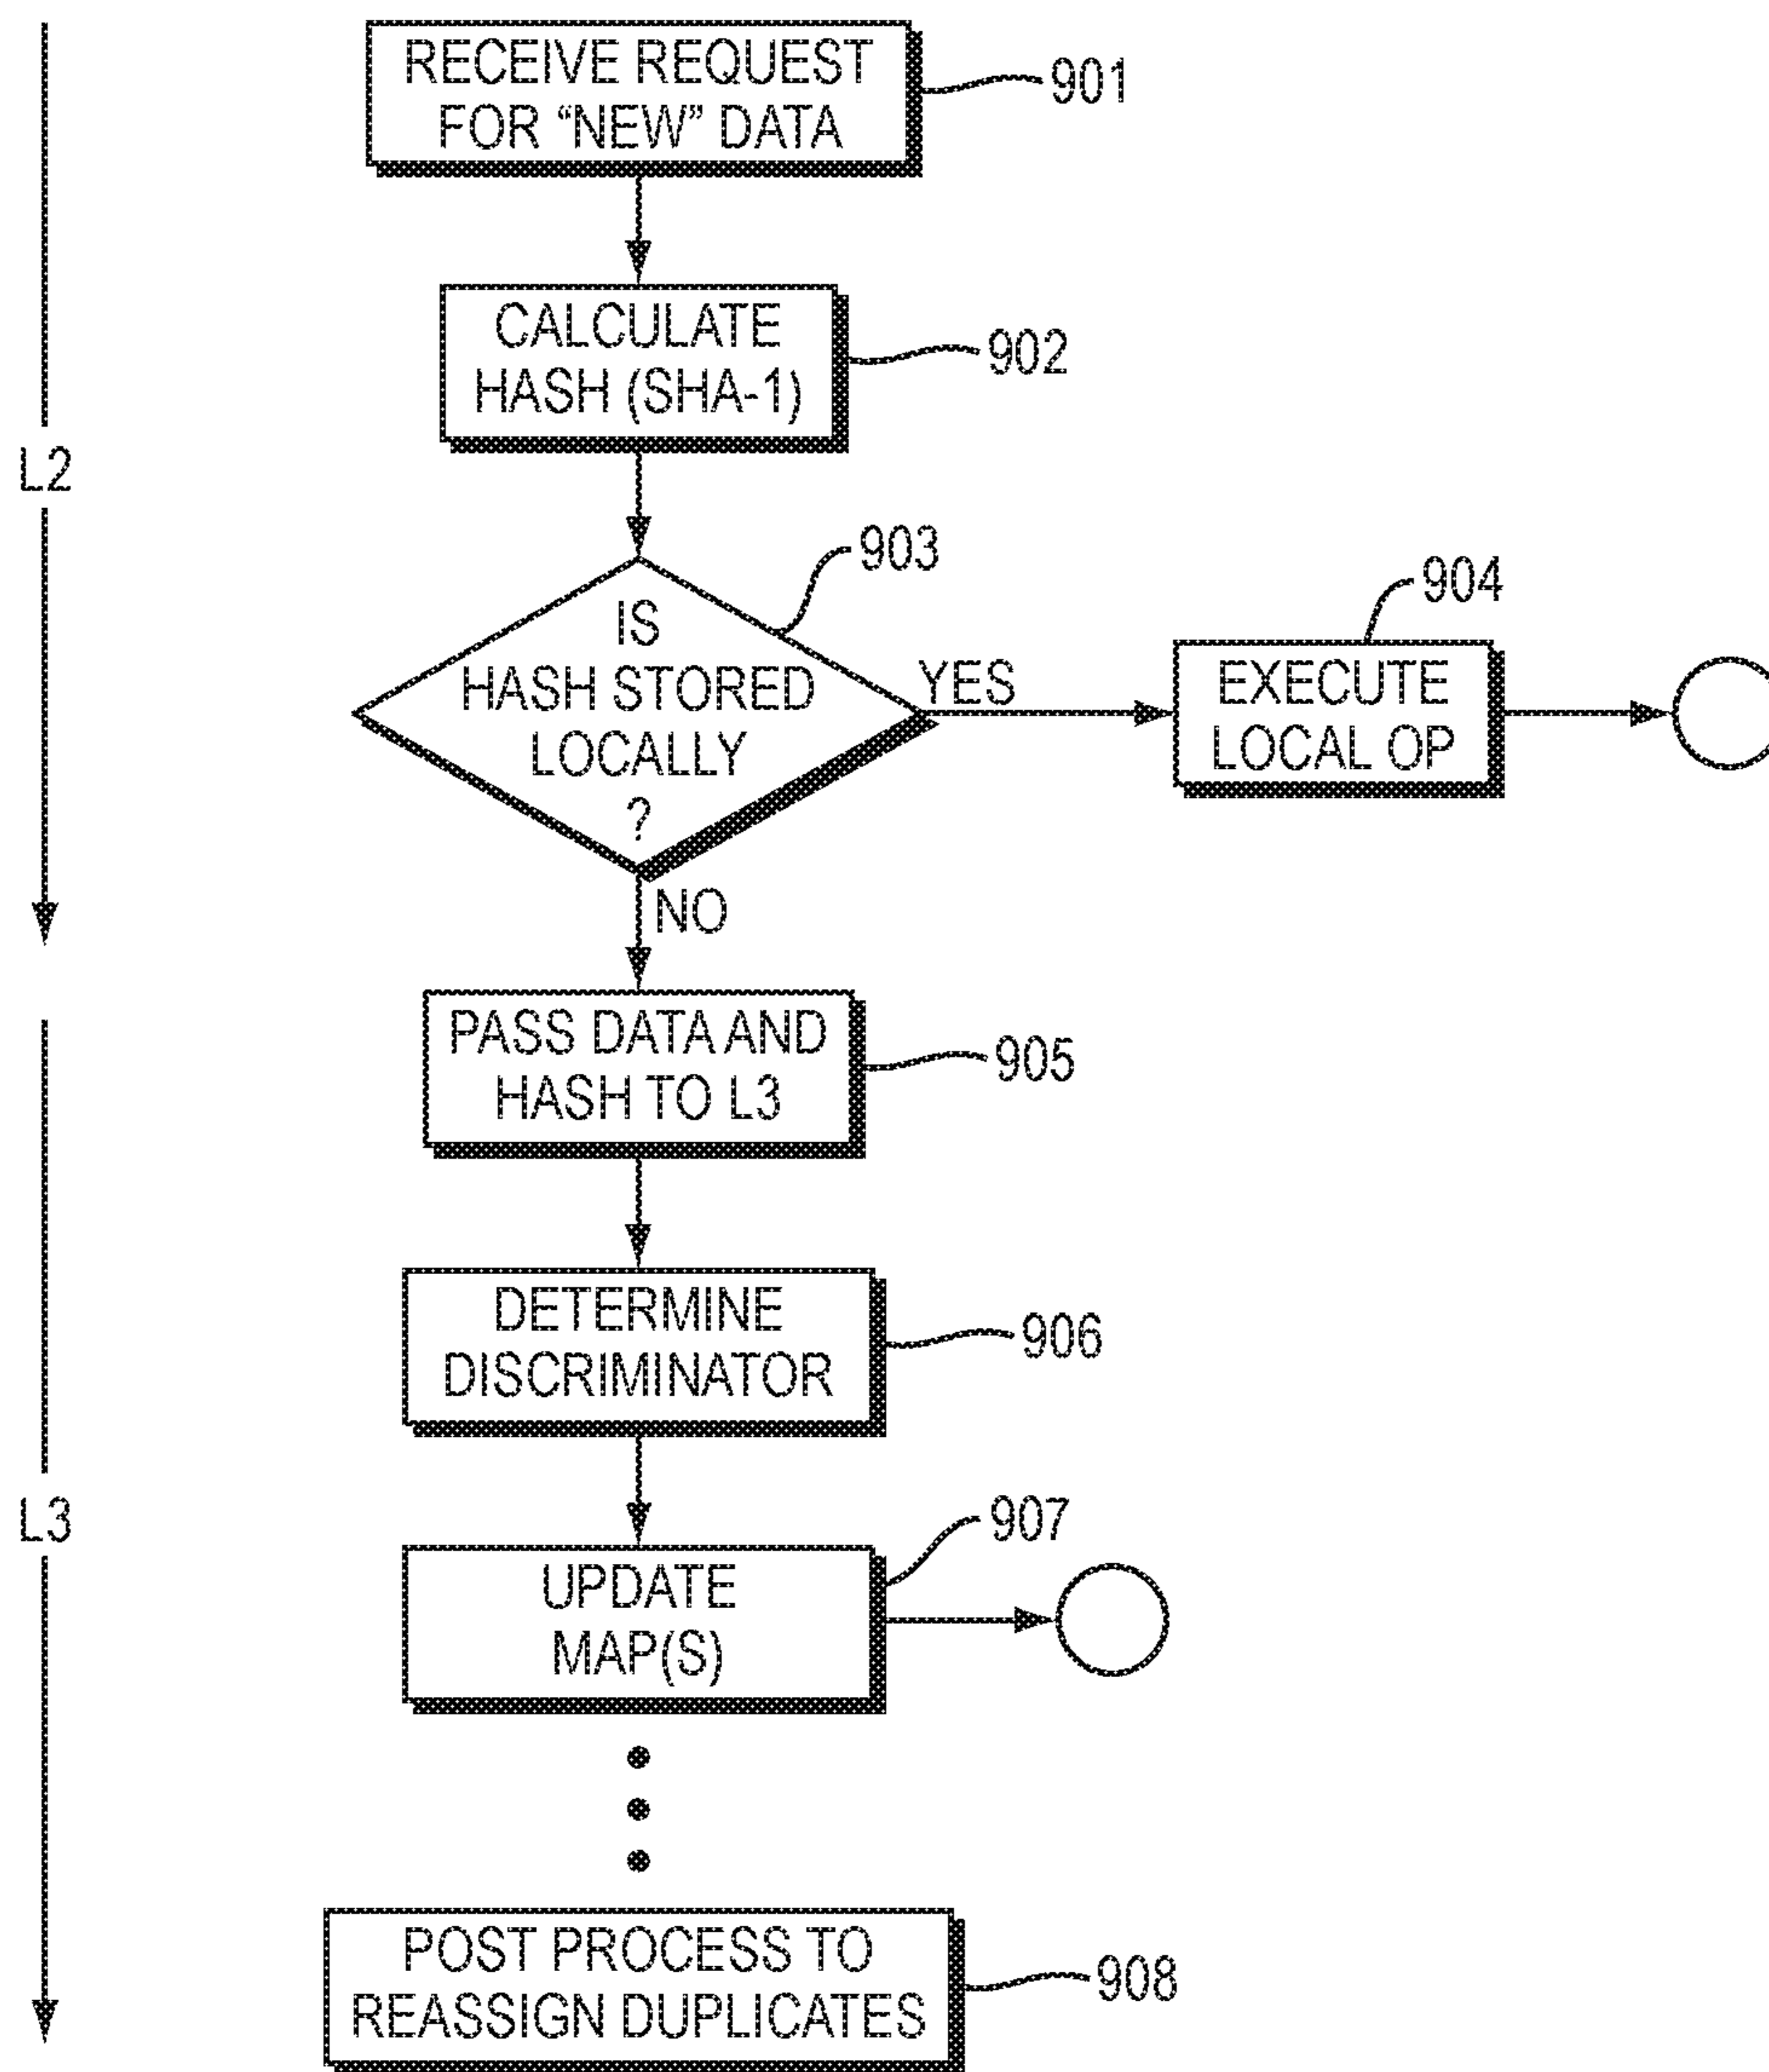 RECEIVE REQUEST
FOR “NEW” DATA
901
CALCULATE
HASH (SHA-1)
902
L2
903
IS
HASH STORED
LOCALLY
?
YES
904
EXECUTE
LOCAL OP
NO
PASS DATA AND
HASH TO L3
905
DETERMINE
DISCRIMINATOR
906
L3
907
UPDATE
MAP(S)
POST PROCESS TO
REASSIGN DUPLICATES
908